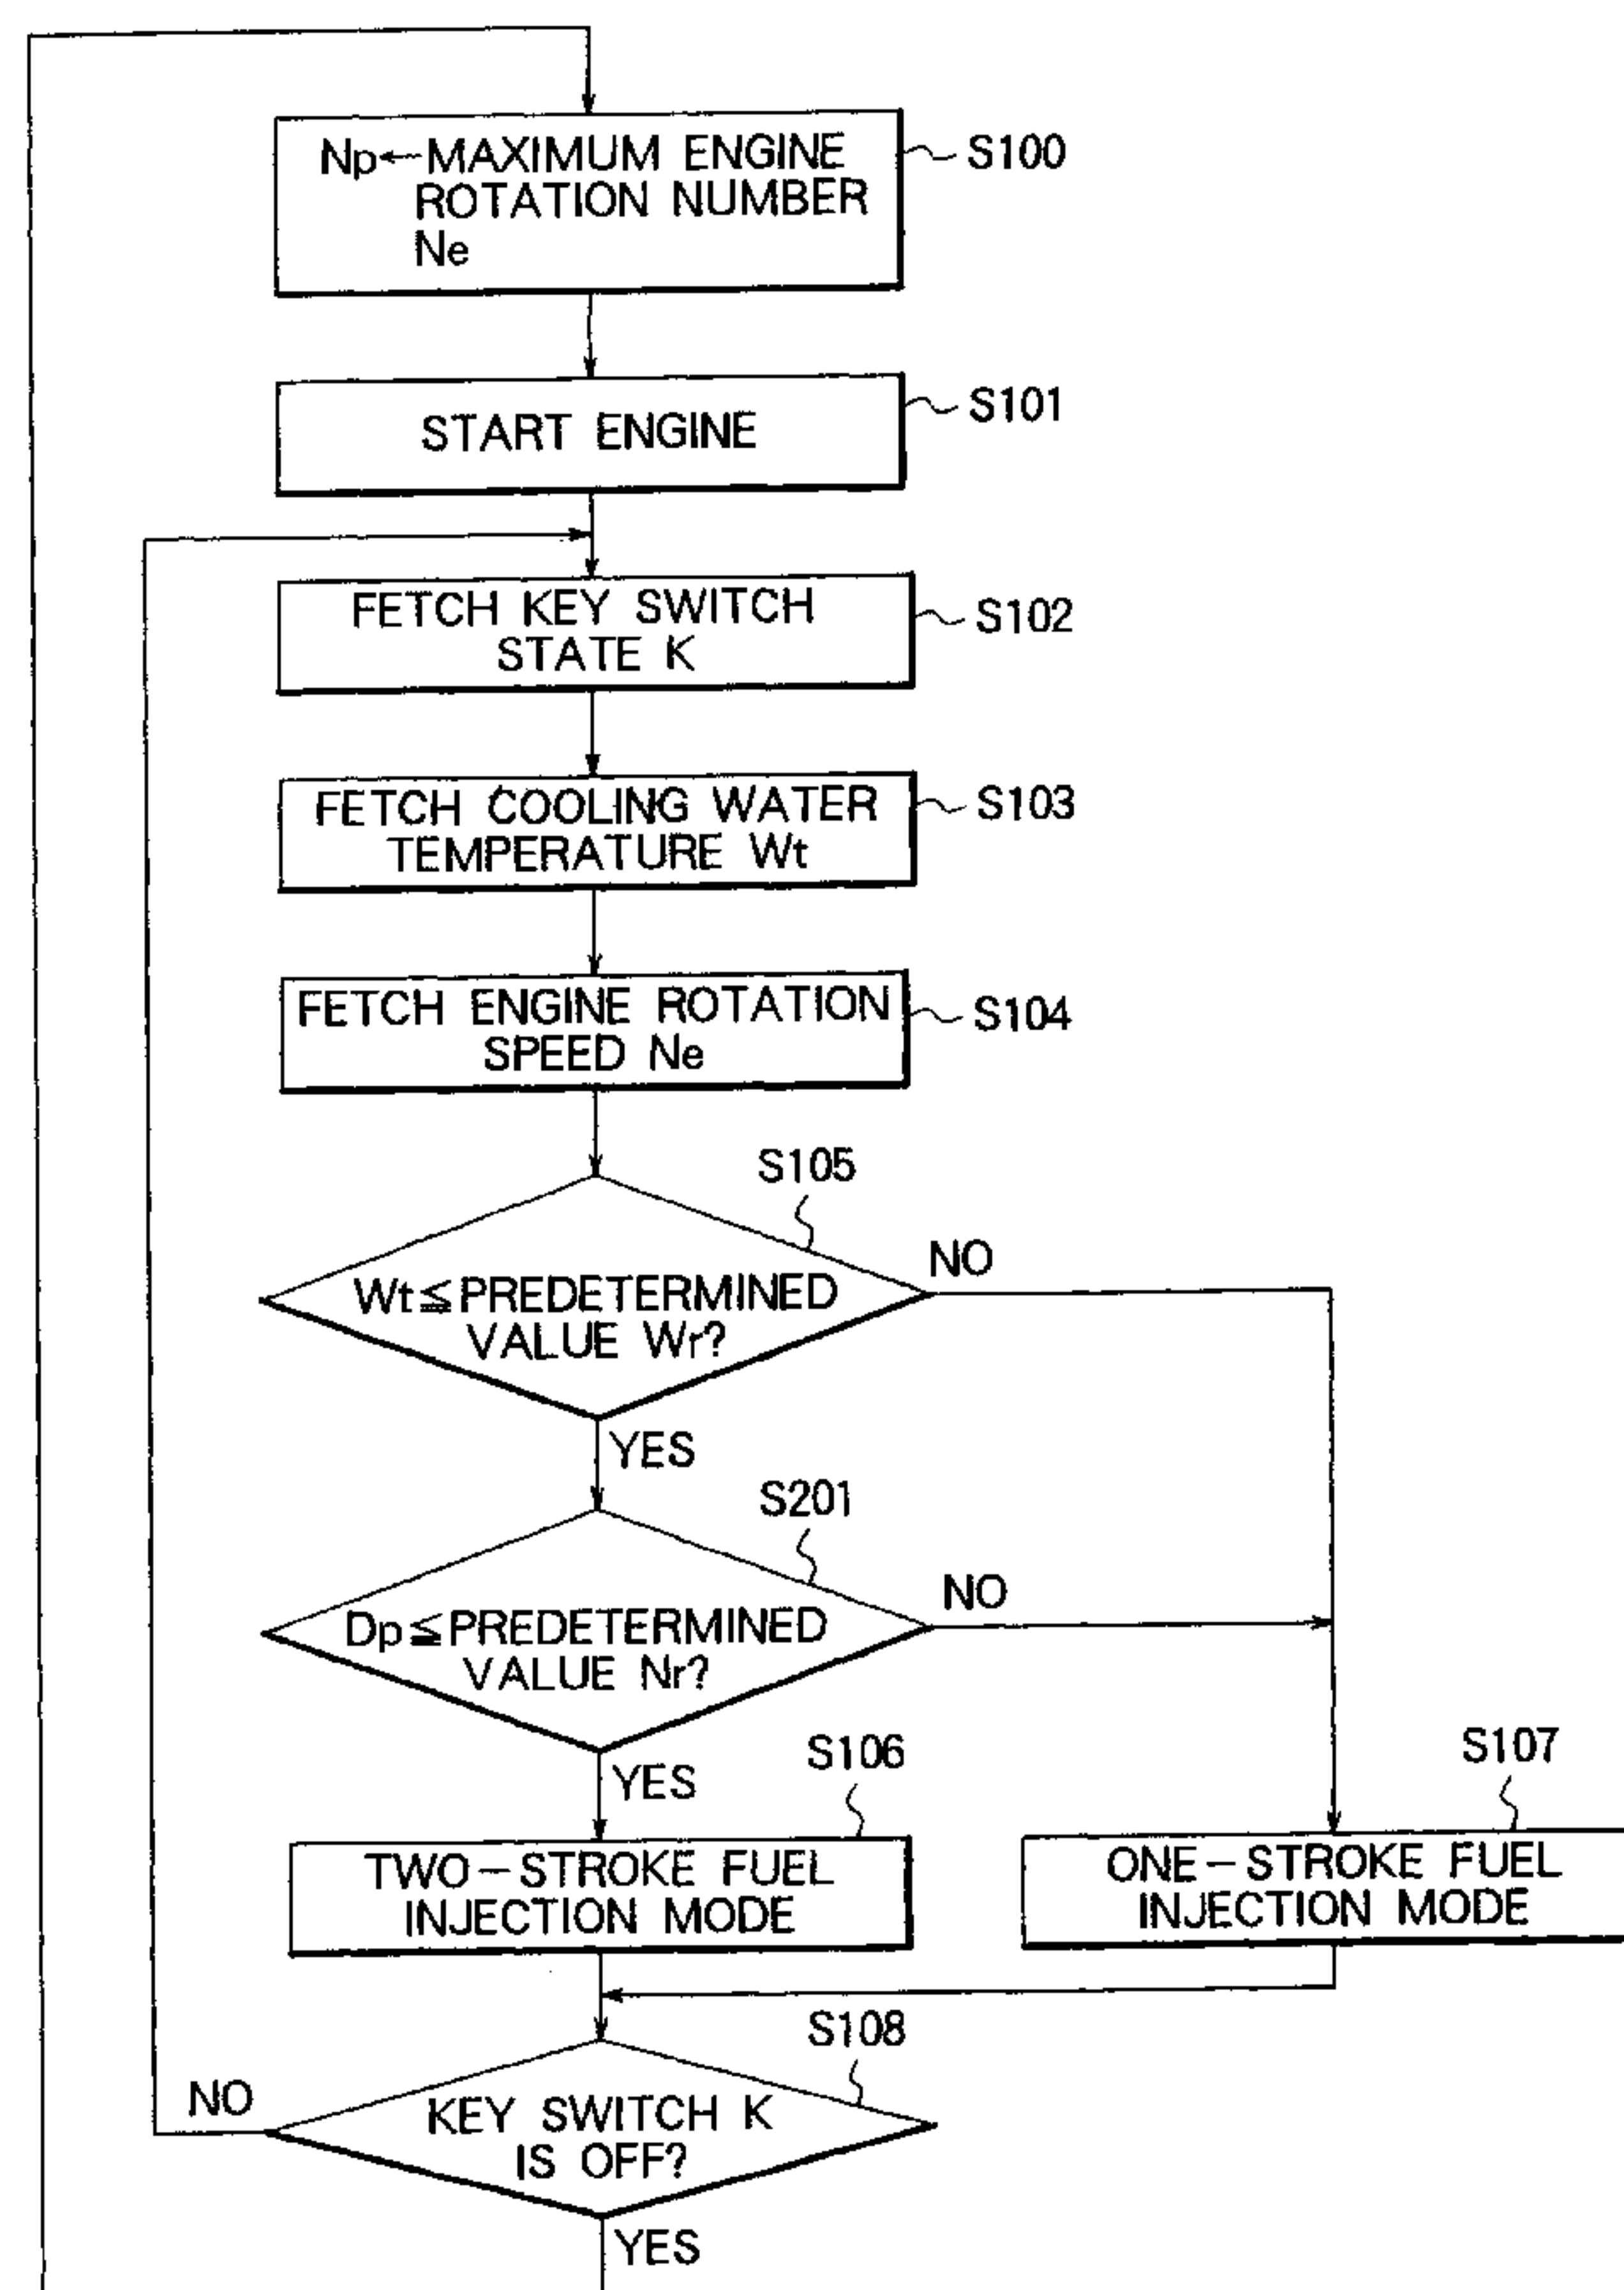 Np←MAXIMUM ENGINE
ROTATION NUMBER
Ne
S100
START ENGINE
S101
FETCH KEY SWITCH
STATE K
S102
FETCH COOLING WATER
TEMPERATURE Wt
S103
FETCH ENGINE ROTATION
SPEED Ne
S104
S105
Wt≦PREDETERMINED
VALUE Wr?
NO
YES
S201
Dp≦PREDETERMINED
VALUE Nr?
NO
YES
S106
TWO-STROKE FUEL
INJECTION MODE
S107
ONE-STROKE FUEL
INJECTION MODE
S108
KEY SWITCH K
IS OFF?
NO
YES